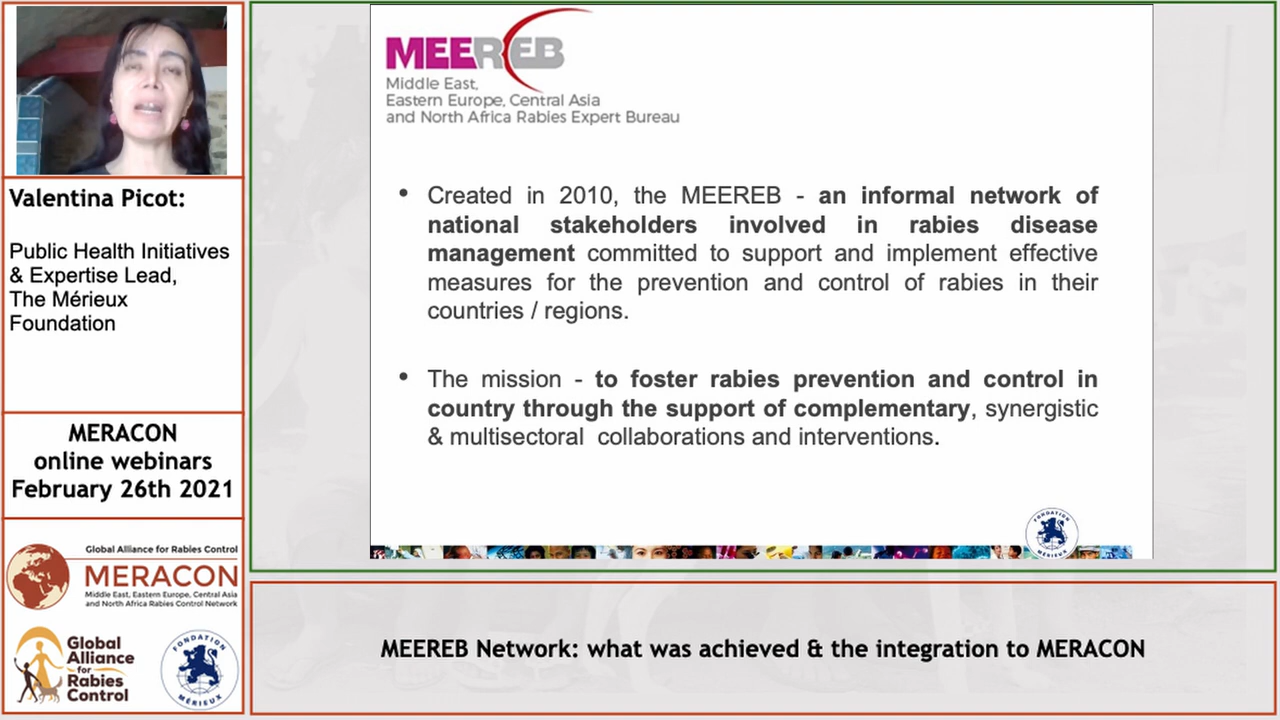 Valentina Picot:
Public Health Initiatives
& Expertise Lead,
The Mérieux
Foundation
MERACON
online webinars
February 26th 2021
Global Alliance for Rabies Control
MERACON
Middle East, Eastern Europe, Central Asia
and North Africa Rabies Control Network
Global
Alliance
for
Rabies
Control
FONDATION
MÉRIEUX
MEEREB
Middle East,
Eastern Europe, Central Asia
and North Africa Rabies Expert Bureau
• Created in 2010, the MEEREB - an informal network of
national stakeholders involved in rabies disease
management committed to support and implement effective
measures for the prevention and control of rabies in their
countries / regions.
• The mission - to foster rabies prevention and control in
country through the support of complementary, synergistic
& multisectoral collaborations and interventions.
FONDATION
MÉRIEUX
MEEREB Network: what was achieved & the integration to MERACON